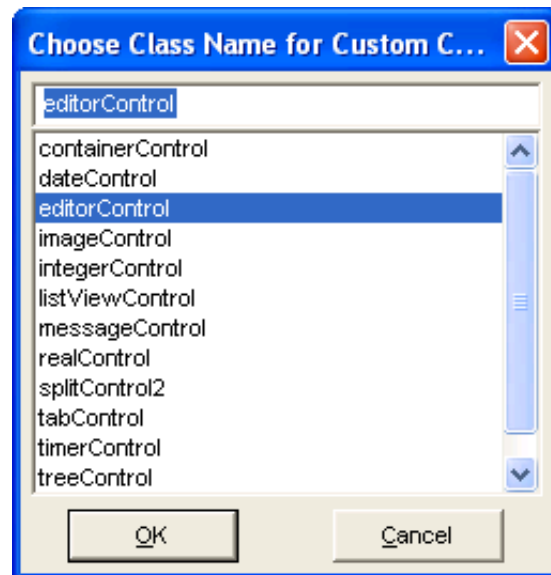 Choose Class Name for Custom C...
editorControl
containerControl
dateControl
editorControl
imageControl
integerControl
listViewControl
messageControl
realControl
splitControl2
tabControl
timerControl
treeControl
OK
Cancel